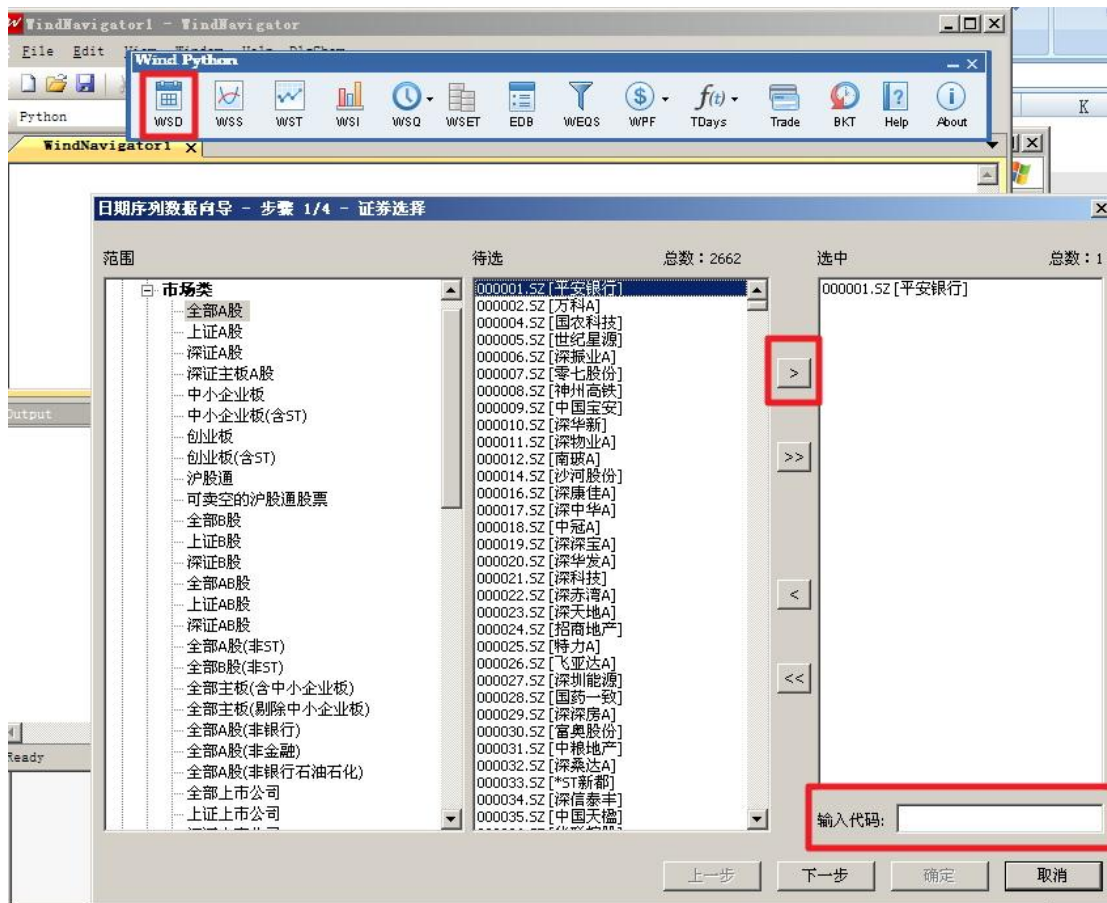 WindNavigator1 - WindNavigator
File Edit View Window Help
Wind Python
WSD WSS WST WSI WSQ WSET EDB WEQS WPF TDays Trade BKT Help About
Python
K
WindNavigator1 x
日期序列数据向导 - 步骤 1/4 - 证券选择
范围
待选 总数：2662
选中 总数：1
市场类
全部A股
上证A股
深证A股
深证主板A股
中小企业板
中小企业板(含ST)
创业板
创业板(含ST)
沪股通
可卖空的沪股通股票
全部B股
上证B股
深证B股
全部AB股
上证AB股
深证AB股
全部A股(非ST)
全部B股(非ST)
全部主板(含中小企业板)
全部主板(剔除中小企业板)
全部A股(非银行)
全部A股(非金融)
全部A股(非银行石油石化)
全部上市公司
上证上市公司
000001.SZ[平安银行]
000002.SZ[万科A]
000004.SZ[国农科技]
000005.SZ[世纪星源]
000006.SZ[深振业A]
000007.SZ[零七股份]
000008.SZ[神州高铁]
000009.SZ[中国宝安]
000010.SZ[深华新]
000011.SZ[深物业A]
000012.SZ[南玻A]
000014.SZ[沙河股份]
000016.SZ[深康佳A]
000017.SZ[深中华A]
000018.SZ[中冠A]
000019.SZ[深深宝A]
000020.SZ[深华发A]
000021.SZ[深科技]
000022.SZ[深赤湾A]
000023.SZ[深天地A]
000024.SZ[招商地产]
000025.SZ[特力A]
000026.SZ[飞亚达A]
000027.SZ[深圳能源]
000028.SZ[国药一致]
000029.SZ[深深房A]
000030.SZ[富奥股份]
000031.SZ[中粮地产]
000032.SZ[深桑达A]
000033.SZ[*ST新都]
000034.SZ[深信泰丰]
000035.SZ[中国天楹]
>
>>
<
<<
000001.SZ[平安银行]
输入代码:
Output
Ready
上一步 下一步 确定 取消